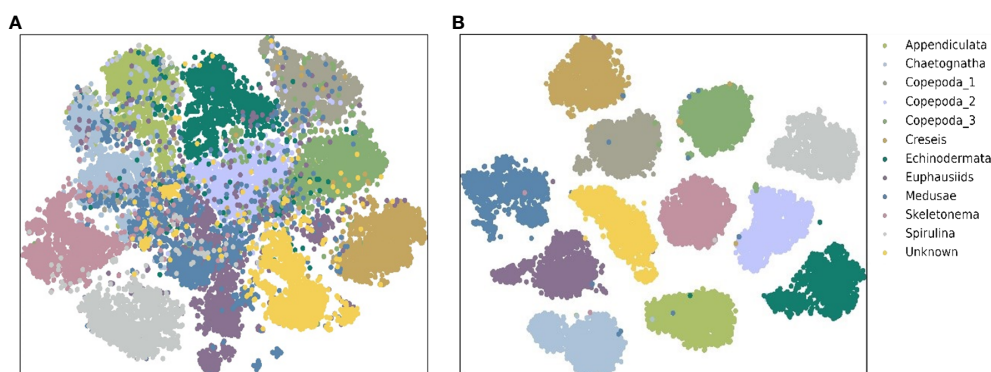 A
B
Appendiculata
Chaetognatha
Copepoda_1
Copepoda_2
Copepoda_3
Creseis
Echinodermata
Euphausiids
Medusae
Skeletonema
Spirulina
Unknown